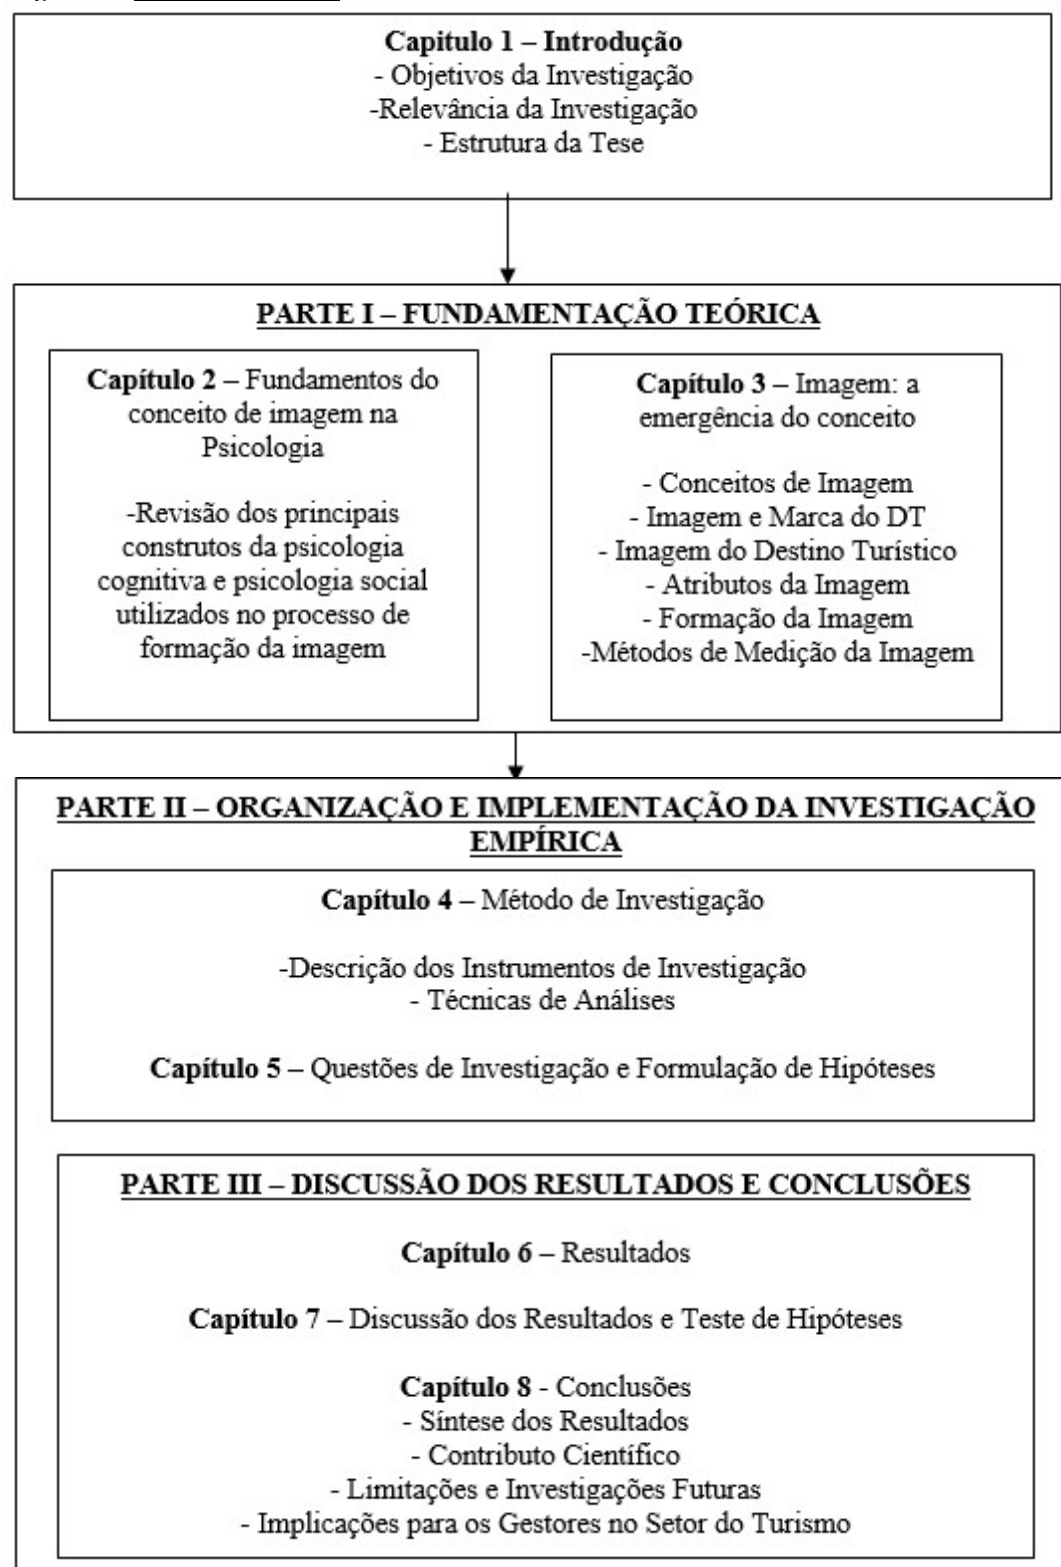 Capitulo 1 – Introdução
- Objetivos da Investigação
-Relevância da Investigação
- Estrutura da Tese
PARTE I – FUNDAMENTAÇÃO TEÓRICA
Capítulo 2 – Fundamentos do
conceito de imagem na
Psicologia
-Revisão dos principais
construtos da psicologia
cognitiva e psicologia social
utilizados no processo de
formação da imagem
Capítulo 3 – Imagem: a
emergência do conceito
- Conceitos de Imagem
- Imagem e Marca do DT
- Imagem do Destino Turístico
- Atributos da Imagem
- Formação da Imagem
-Métodos de Medição da Imagem
PARTE II – ORGANIZAÇÃO E IMPLEMENTAÇÃO DA INVESTIGAÇÃO
EMPÍRICA
Capítulo 4 – Método de Investigação
-Descrição dos Instrumentos de Investigação
- Técnicas de Análises
Capítulo 5 – Questões de Investigação e Formulação de Hipóteses
PARTE III – DISCUSSÃO DOS RESULTADOS E CONCLUSÕES
Capítulo 6 – Resultados
Capítulo 7 – Discussão dos Resultados e Teste de Hipóteses
Capítulo 8 - Conclusões
- Síntese dos Resultados
- Contributo Científico
- Limitações e Investigações Futuras
- Implicações para os Gestores no Setor do Turismo